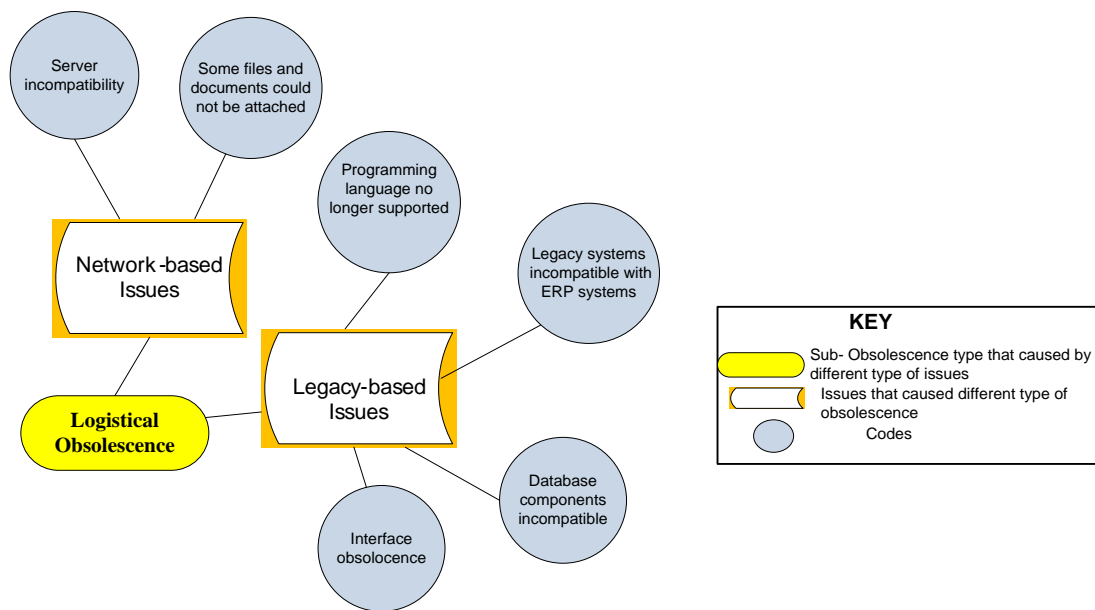 Server
incompatibility
Some files and
documents could
not be attached
Programming
language no
longer supported
Legacy systems
incompatible with
ERP systems
Network-based
Issues
Legacy-based
Issues
Logistical
Obsolescence
Database
components
incompatible
Interface
obsolocence
KEY
Sub- Obsolescence type that caused by
different type of issues
Issues that caused different type of
obsolescence
Codes